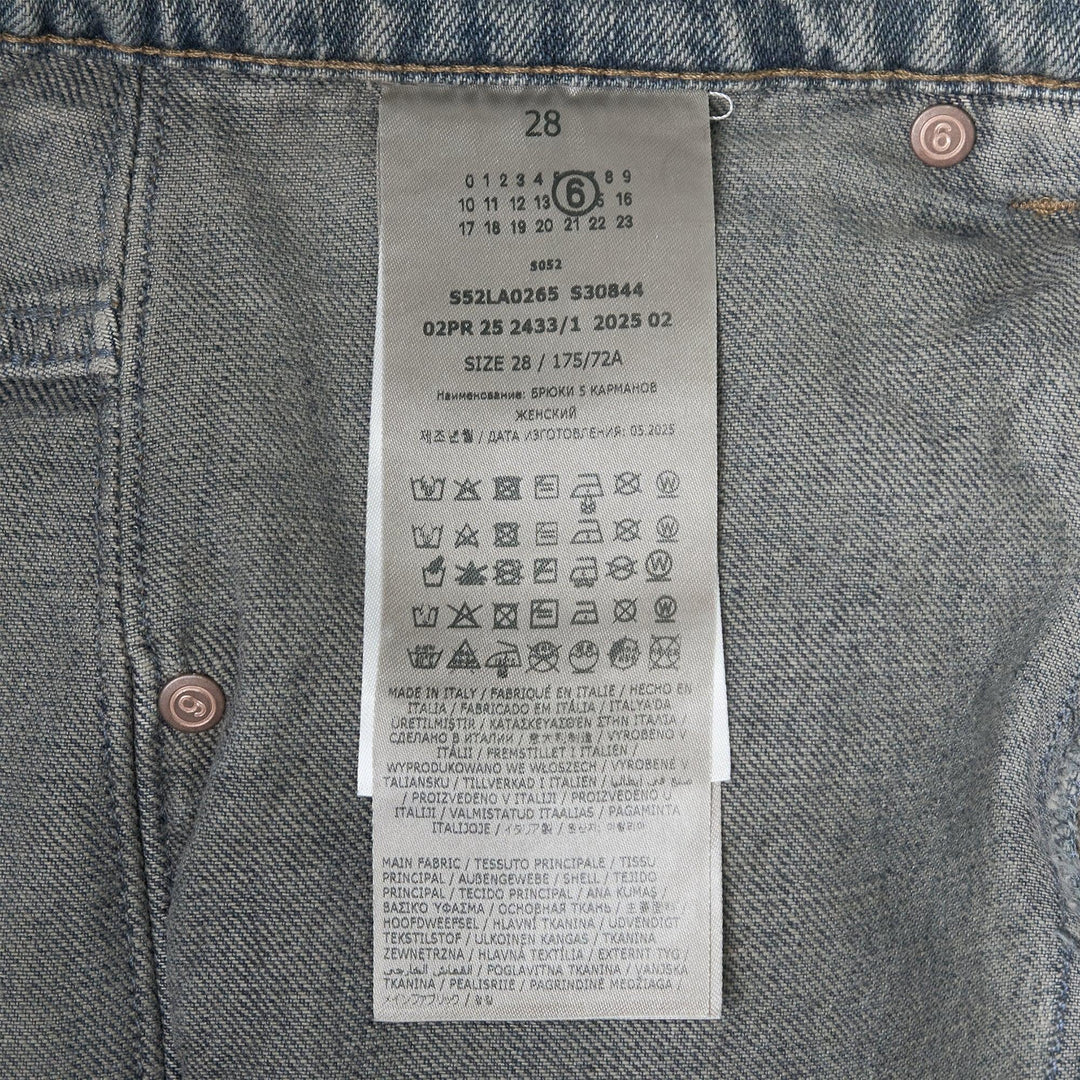 28
0 1 2 3 4 6 8 9
10 11 12 13 16
17 18 19 20 21 22 23
S052
S52LA0265 S30844
02PR 25 2433/1 2025 02
SIZE 28 / 175/72A
Наименование: БРЮКИ 5 КАРМАНОВ
ЖЕНСКИЙ
제조년월 / ДАТА ИЗГОТОВЛЕНИЯ: 03.2025
6
6
MADE IN ITALY / FABRIQUÉ EN ITALIE / HECHO EN
ITALIA / FABRICADO EM ITÁLIA / İTALYA'DA
ÜRETİLMİŞTİR / ΚΑΤΑΣΚΕΥΑΣΘΕΝ ΣΤΗΝ ΙΤΑΛΙΑ /
СДЕЛАНО В ИТАЛИИ / 意大利制造 / VYROBENO V
ITÁLII / FREMSTILLET I ITALIEN /
WYPRODUKOWANO WE WŁOSZECH / VYROBENÉ V
TALIANSKU / TILLVERKAD I ITALIEN / صنع في إيطاليا
/ PROIZVEDENO V ITALIJI / PROIZVEDENO U
ITALIJI / VALMISTATUD ITAALIAS / PAGAMINTA
ITALIJOJE / イタリア製 / 원산지: 이탈리아
MAIN FABRIC / TESSUTO PRINCIPALE / TISSU
PRINCIPAL / AUßENGEWEBE / SHELL / TEJIDO
PRINCIPAL / TECIDO PRINCIPAL / ANA KUMAŞ /
ΒΑΣΙΚΟ ΥΦΑΣΜΑ / ОСНОВНАЯ ТКАНЬ / 主要面料 /
HOOFDWEEFSEL / HLAVNÍ TKANINA / UDVENDIGT
TEKSTILSTOF / ULKOINEN KANGAS / TKANINA
ZEWNĘTRZNA / HLAVNÁ TEXTÍLIA / EXTERNT TYG /
القماش الخارجي / POGLAVITNA TKANINA / VANJSKA
TKANINA / PEALISRIIE / PAGRINDINĖ MEDŽIAGA /
メインファブリック / 겉감